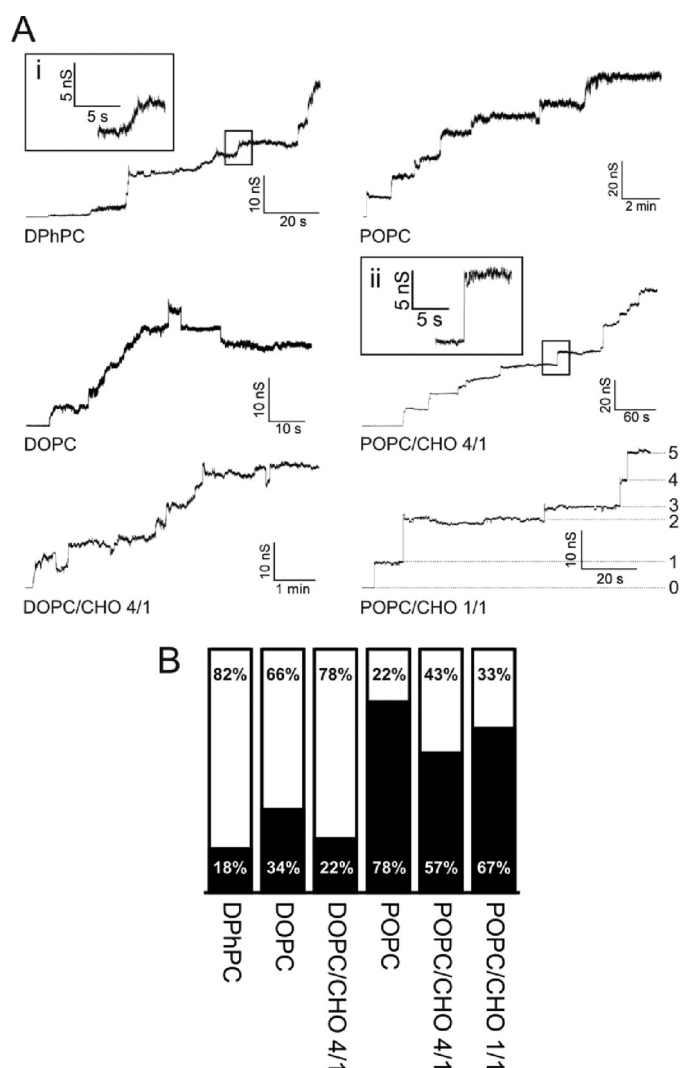 A
i
5 nS
5 s
10 nS
20 s
DPhPC
20 nS
2 min
POPC
10 nS
10 s
DOPC
ii
5 nS
5 s
20 nS
60 s
POPC/CHO 4/1
10 nS
1 min
DOPC/CHO 4/1
5
4
3
2
1
0
10 nS
20 s
POPC/CHO 1/1
B
82% 66% 78% 22% 43% 33%
18% 34% 22% 78% 57% 67%
DPhPC
DOPC
DOPC/CHO 4/1
POPC
POPC/CHO 4/1
POPC/CHO 1/1